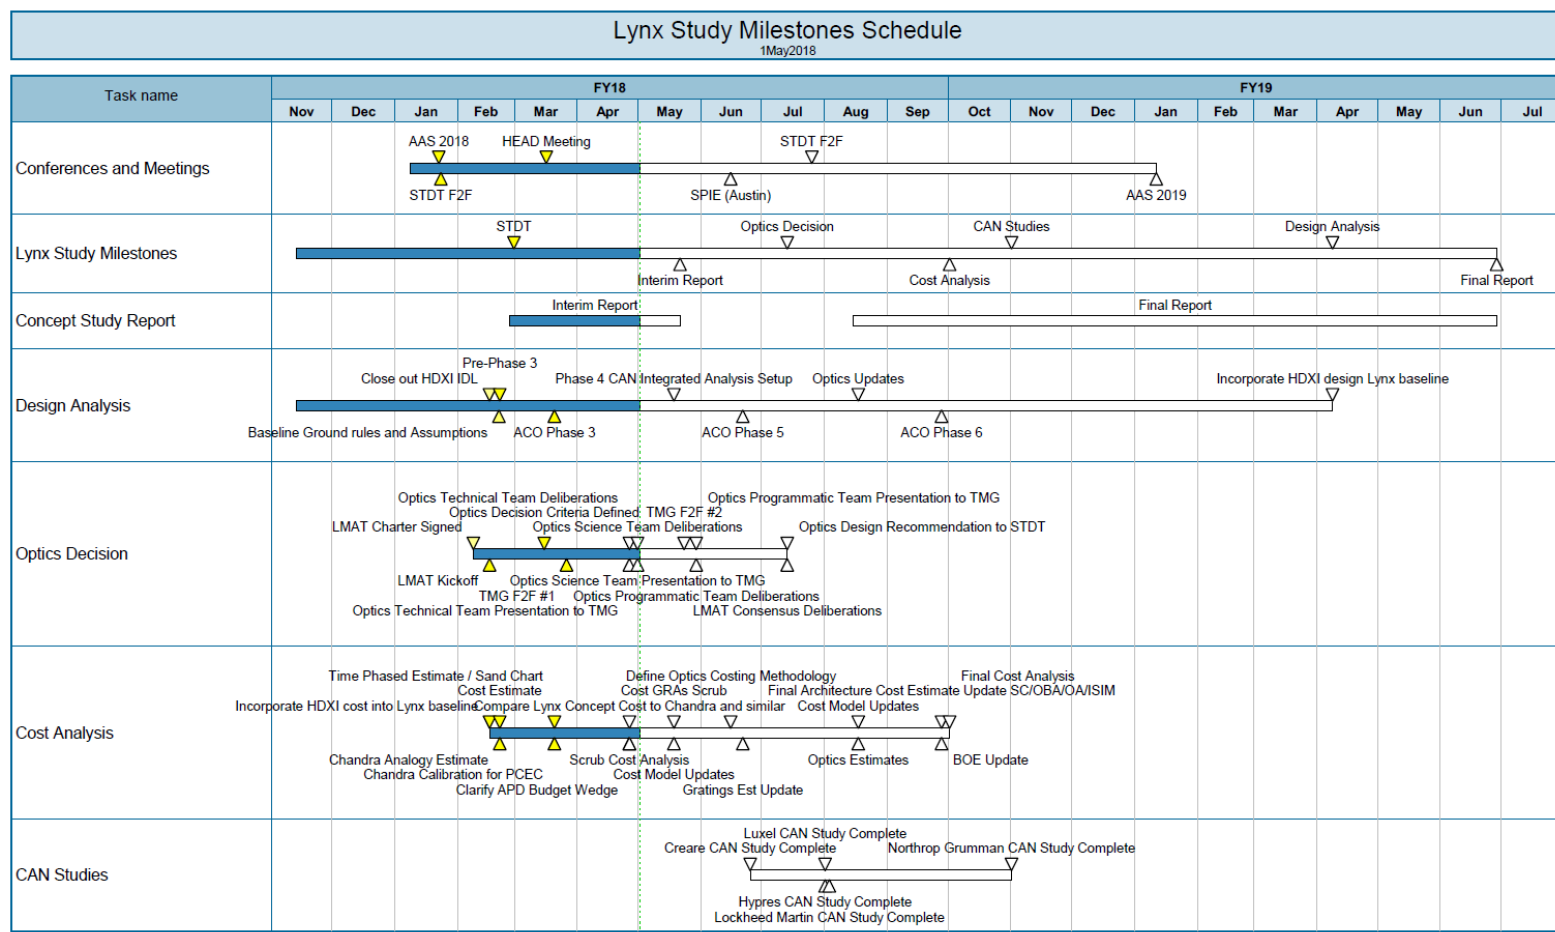 Lynx Study Milestones Schedule
1May2018
Task name
FY18
FY19
Nov Dec Jan Feb Mar Apr May Jun Jul Aug Sep Oct Nov Dec Jan Feb Mar Apr May Jun Jul
Conferences and Meetings
AAS 2018 HEAD Meeting STDT F2F
STDT F2F SPIE (Austin) AAS 2019
Lynx Study Milestones
STDT Optics Decision CAN Studies Design Analysis
Interim Report Cost Analysis Final Report
Concept Study Report
Interim Report Final Report
Design Analysis
Pre-Phase 3
Close out HDXI IDL Phase 4 CAN Integrated Analysis Setup Optics Updates Incorporate HDXI design Lynx baseline
Baseline Ground rules and Assumptions ACO Phase 3 ACO Phase 5 ACO Phase 6
Optics Decision
Optics Technical Team Deliberations Optics Programmatic Team Presentation to TMG
Optics Decision Criteria Defined TMG F2F #2
LMAT Charter Signed Optics Science Team Deliberations Optics Design Recommendation to STDT
LMAT Kickoff Optics Science Team Presentation to TMG
TMG F2F #1 Optics Programmatic Team Deliberations
Optics Technical Team Presentation to TMG LMAT Consensus Deliberations
Cost Analysis
Time Phased Estimate / Sand Chart Define Optics Costing Methodology Final Cost Analysis
Cost Estimate Cost GRAs Scrub Final Architecture Cost Estimate Update SC/OBA/OA/ISIM
Incorporate HDXI cost into Lynx baseline Compare Lynx Concept Cost to Chandra and similar Cost Model Updates
Chandra Analogy Estimate Scrub Cost Analysis Optics Estimates BOE Update
Chandra Calibration for PCEC Cost Model Updates
Clarify APD Budget Wedge Gratings Est Update
CAN Studies
Luxel CAN Study Complete
Creare CAN Study Complete Northrop Grumman CAN Study Complete
Hypres CAN Study Complete
Lockheed Martin CAN Study Complete